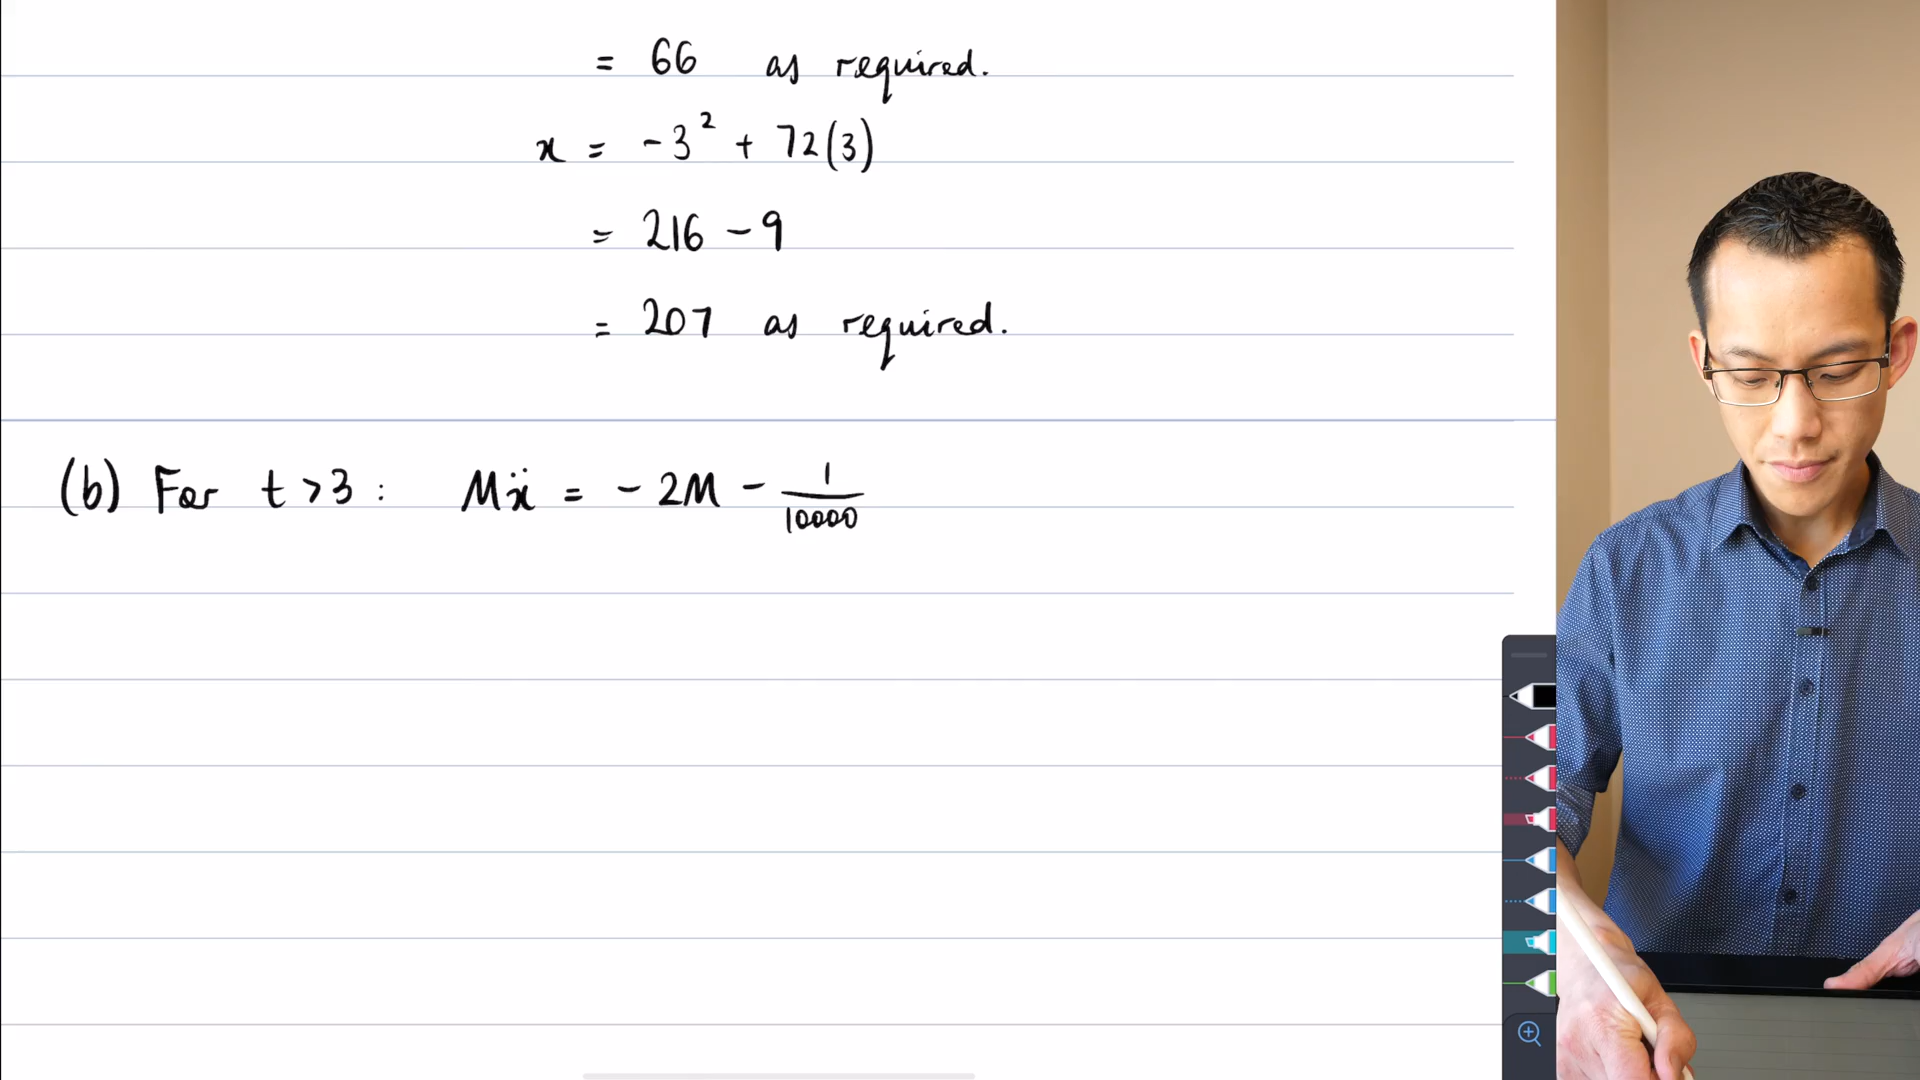 = 66 as required.
x = -3² + 72(3)
= 216 - 9
= 207 as required.
(b) For t > 3 : Mẍ = - 2M - 1/10000